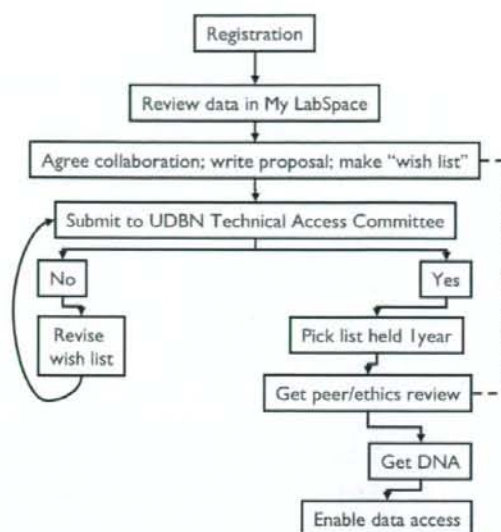 Registration
Review data in My LabSpace
Agree collaboration; write proposal; make “wish list”
Submit to UDBN Technical Access Committee
No
Yes
Revise
wish list
Pick list held 1year
Get peer/ethics review
Get DNA
Enable data access